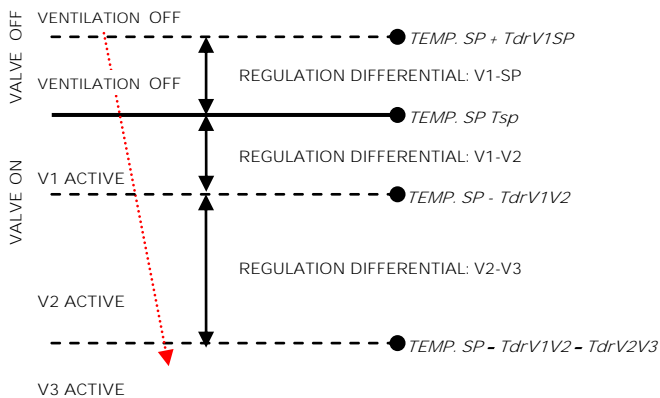 VALVE OFF
VENTILATION OFF
TEMP. SP + TdrV1SP
REGULATION DIFFERENTIAL: V1-SP
VENTILATION OFF
TEMP. SP Tsp
VALVE ON
REGULATION DIFFERENTIAL: V1-V2
V1 ACTIVE
TEMP. SP - TdrV1V2
REGULATION DIFFERENTIAL: V2-V3
V2 ACTIVE
TEMP. SP – TdrV1V2 – TdrV2V3
V3 ACTIVE